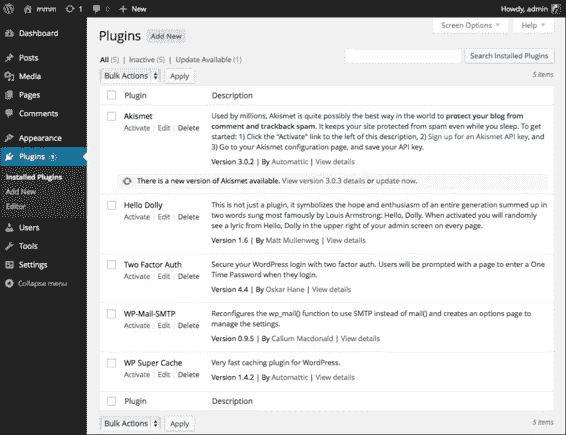 mmm 1 0 + New Howdy, admin
Screen Options Help
Dashboard
Posts
Media
Pages
Comments
Appearance
Plugins 1
Installed Plugins
Add New
Editor
Users
Tools
Settings
Collapse menu
Plugins Add New
All (5) | Inactive (5) | Update Available (1)
Search Installed Plugins
Bulk Actions Apply 5 items
Plugin Description
Akismet
Activate | Edit | Delete
Used by millions, Akismet is quite possibly the best way in the world to protect your blog from
comment and trackback spam. It keeps your site protected from spam even while you sleep. To get
started: 1) Click the "Activate" link to the left of this description, 2) Sign up for an Akismet API key, and
3) Go to your Akismet configuration page, and save your API key.
Version 3.0.2 | By Automattic | View details
There is a new version of Akismet available. View version 3.0.3 details or update now.
Hello Dolly
Activate | Edit | Delete
This is not just a plugin, it symbolizes the hope and enthusiasm of an entire generation summed up in
two words sung most famously by Louis Armstrong: Hello, Dolly. When activated you will randomly
see a lyric from Hello, Dolly in the upper right of your admin screen on every page.
Version 1.6 | By Matt Mullenweg | View details
Two Factor Auth
Activate | Edit | Delete
Secure your WordPress login with two factor auth. Users will be prompted with a page to enter a One
Time Password when they login.
Version 4.4 | By Oskar Hane | View details
WP-Mail-SMTP
Activate | Edit | Delete
Reconfigures the wp_mail() function to use SMTP instead of mail() and creates an options page to
manage the settings.
Version 0.9.5 | By Callum Macdonald | View details
WP Super Cache
Activate | Edit | Delete
Very fast caching plugin for WordPress.
Version 1.4.2 | By Automattic | View details
Plugin Description
Bulk Actions Apply 5 items